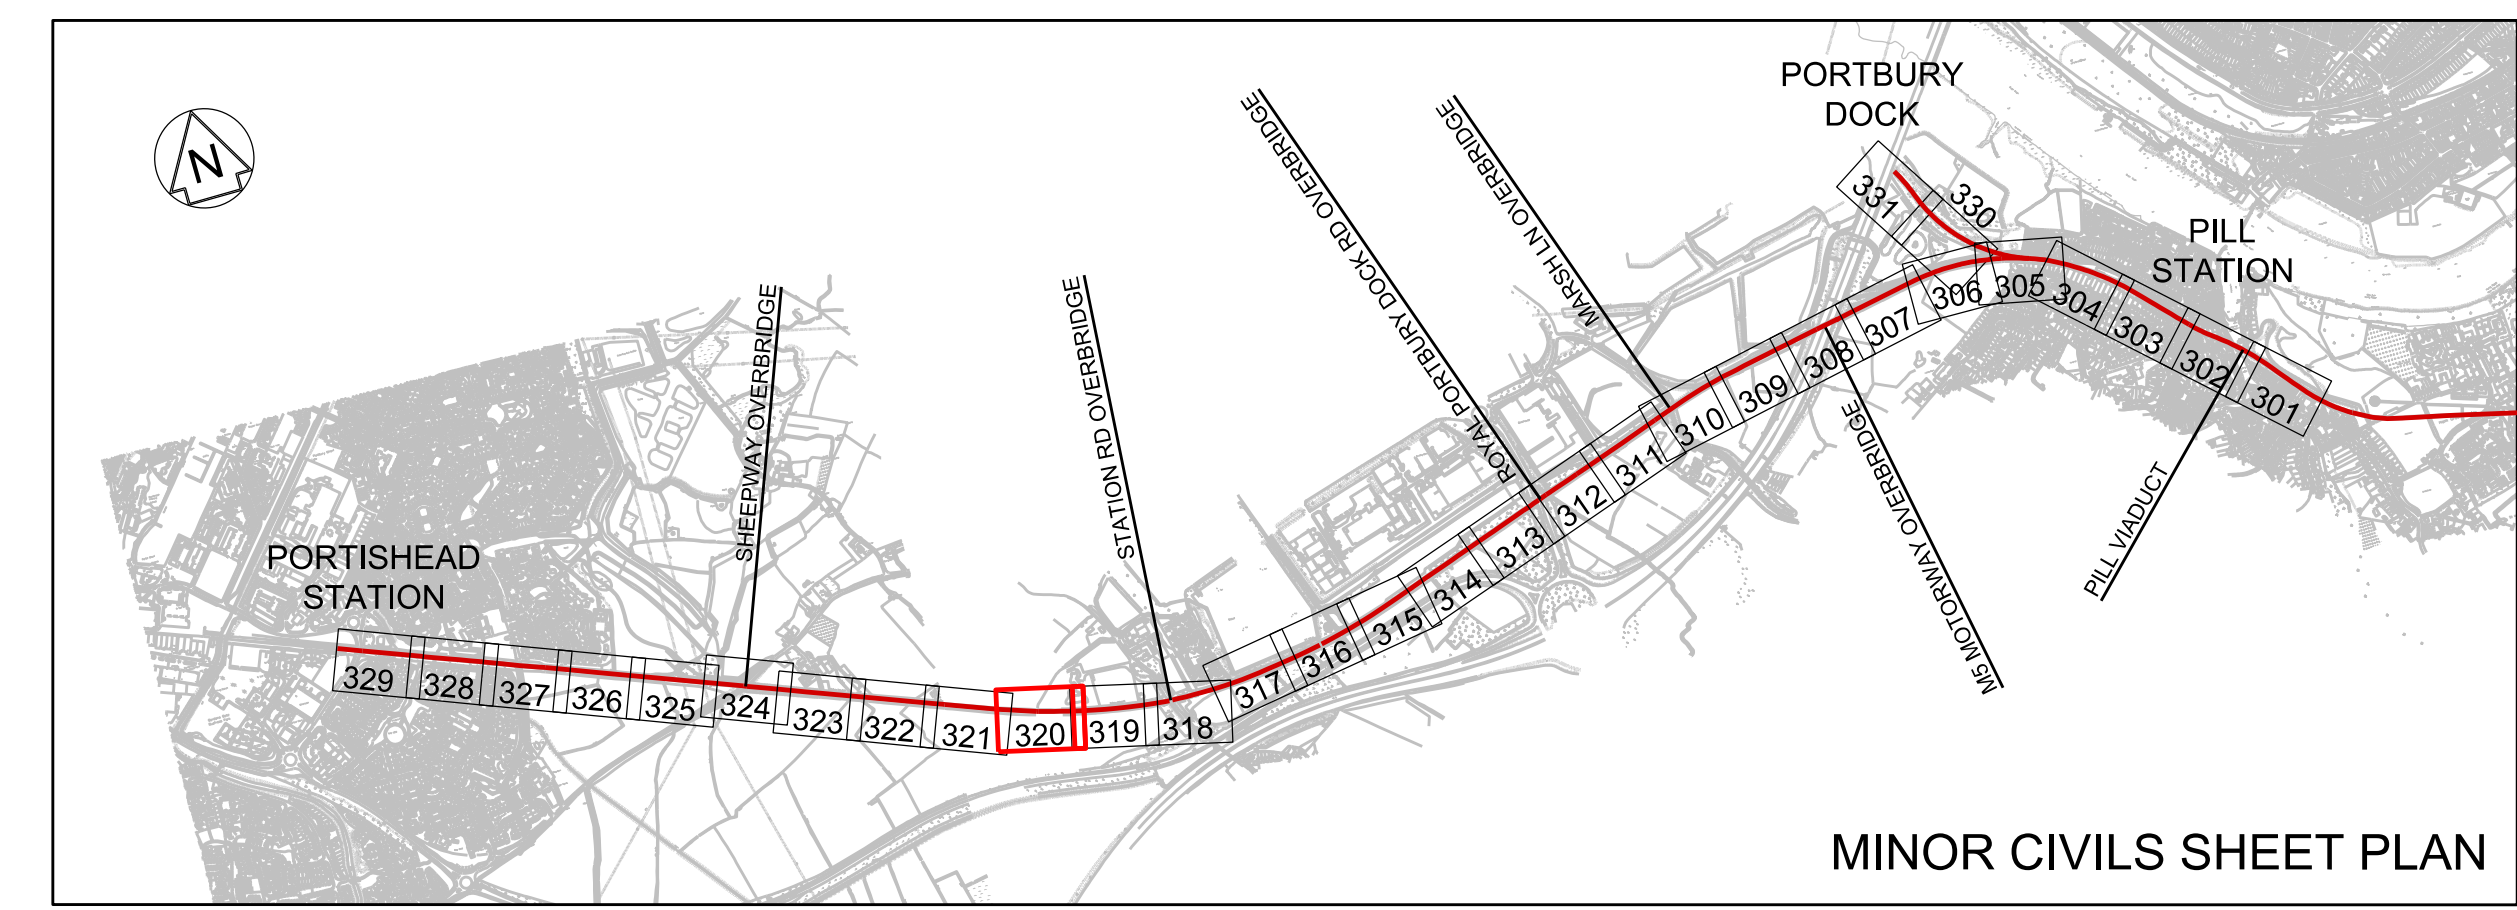 N
PORTBURY
DOCK
PILL
STATION
PORTISHEAD
STATION
SHEEPWAY OVERBRIDGE
STATION RD OVERBRIDGE
ROYAL PORTBURY DOCK RD OVERBRIDGE
MARSH LN OVERBRIDGE
M5 MOTORWAY OVERBRIDGE
PILL VIADUCT
329
328
327
326
325
324
323
322
321
320
319
318
317
316
315
314
313
312
311
310
309
308
307
306
305
304
303
302
301
331
330
MINOR CIVILS SHEET PLAN